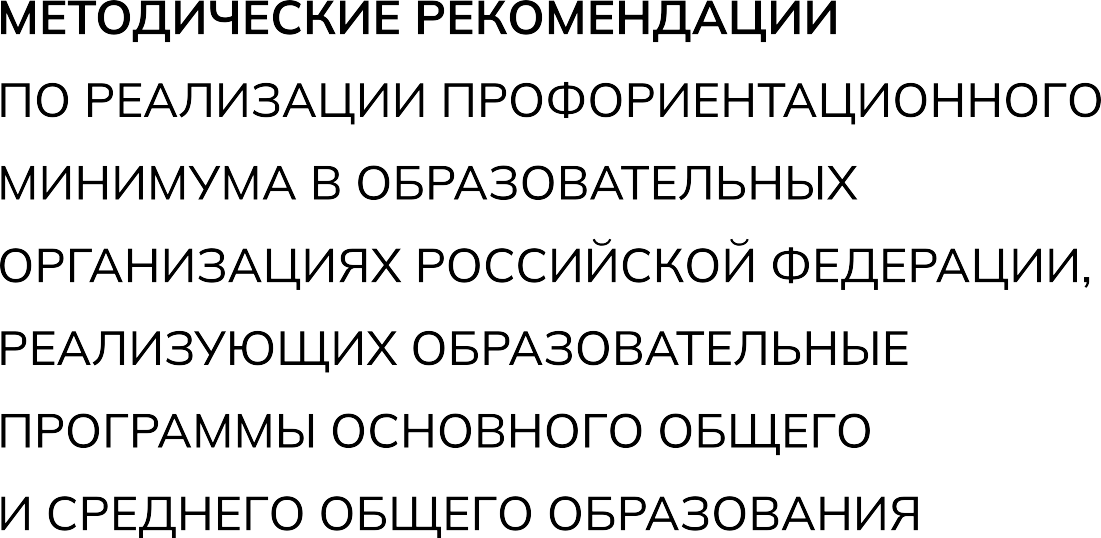 МЕТОДИЧЕСКИЕ РЕКОМЕНДАЦИИ
ПО РЕАЛИЗАЦИИ ПРОФОРИЕНТАЦИОННОГО
МИНИМУМА В ОБРАЗОВАТЕЛЬНЫХ
ОРГАНИЗАЦИЯХ РОССИЙСКОЙ ФЕДЕРАЦИИ,
РЕАЛИЗУЮЩИХ ОБРАЗОВАТЕЛЬНЫЕ
ПРОГРАММЫ ОСНОВНОГО ОБЩЕГО
И СРЕДНЕГО ОБЩЕГО ОБРАЗОВАНИЯ